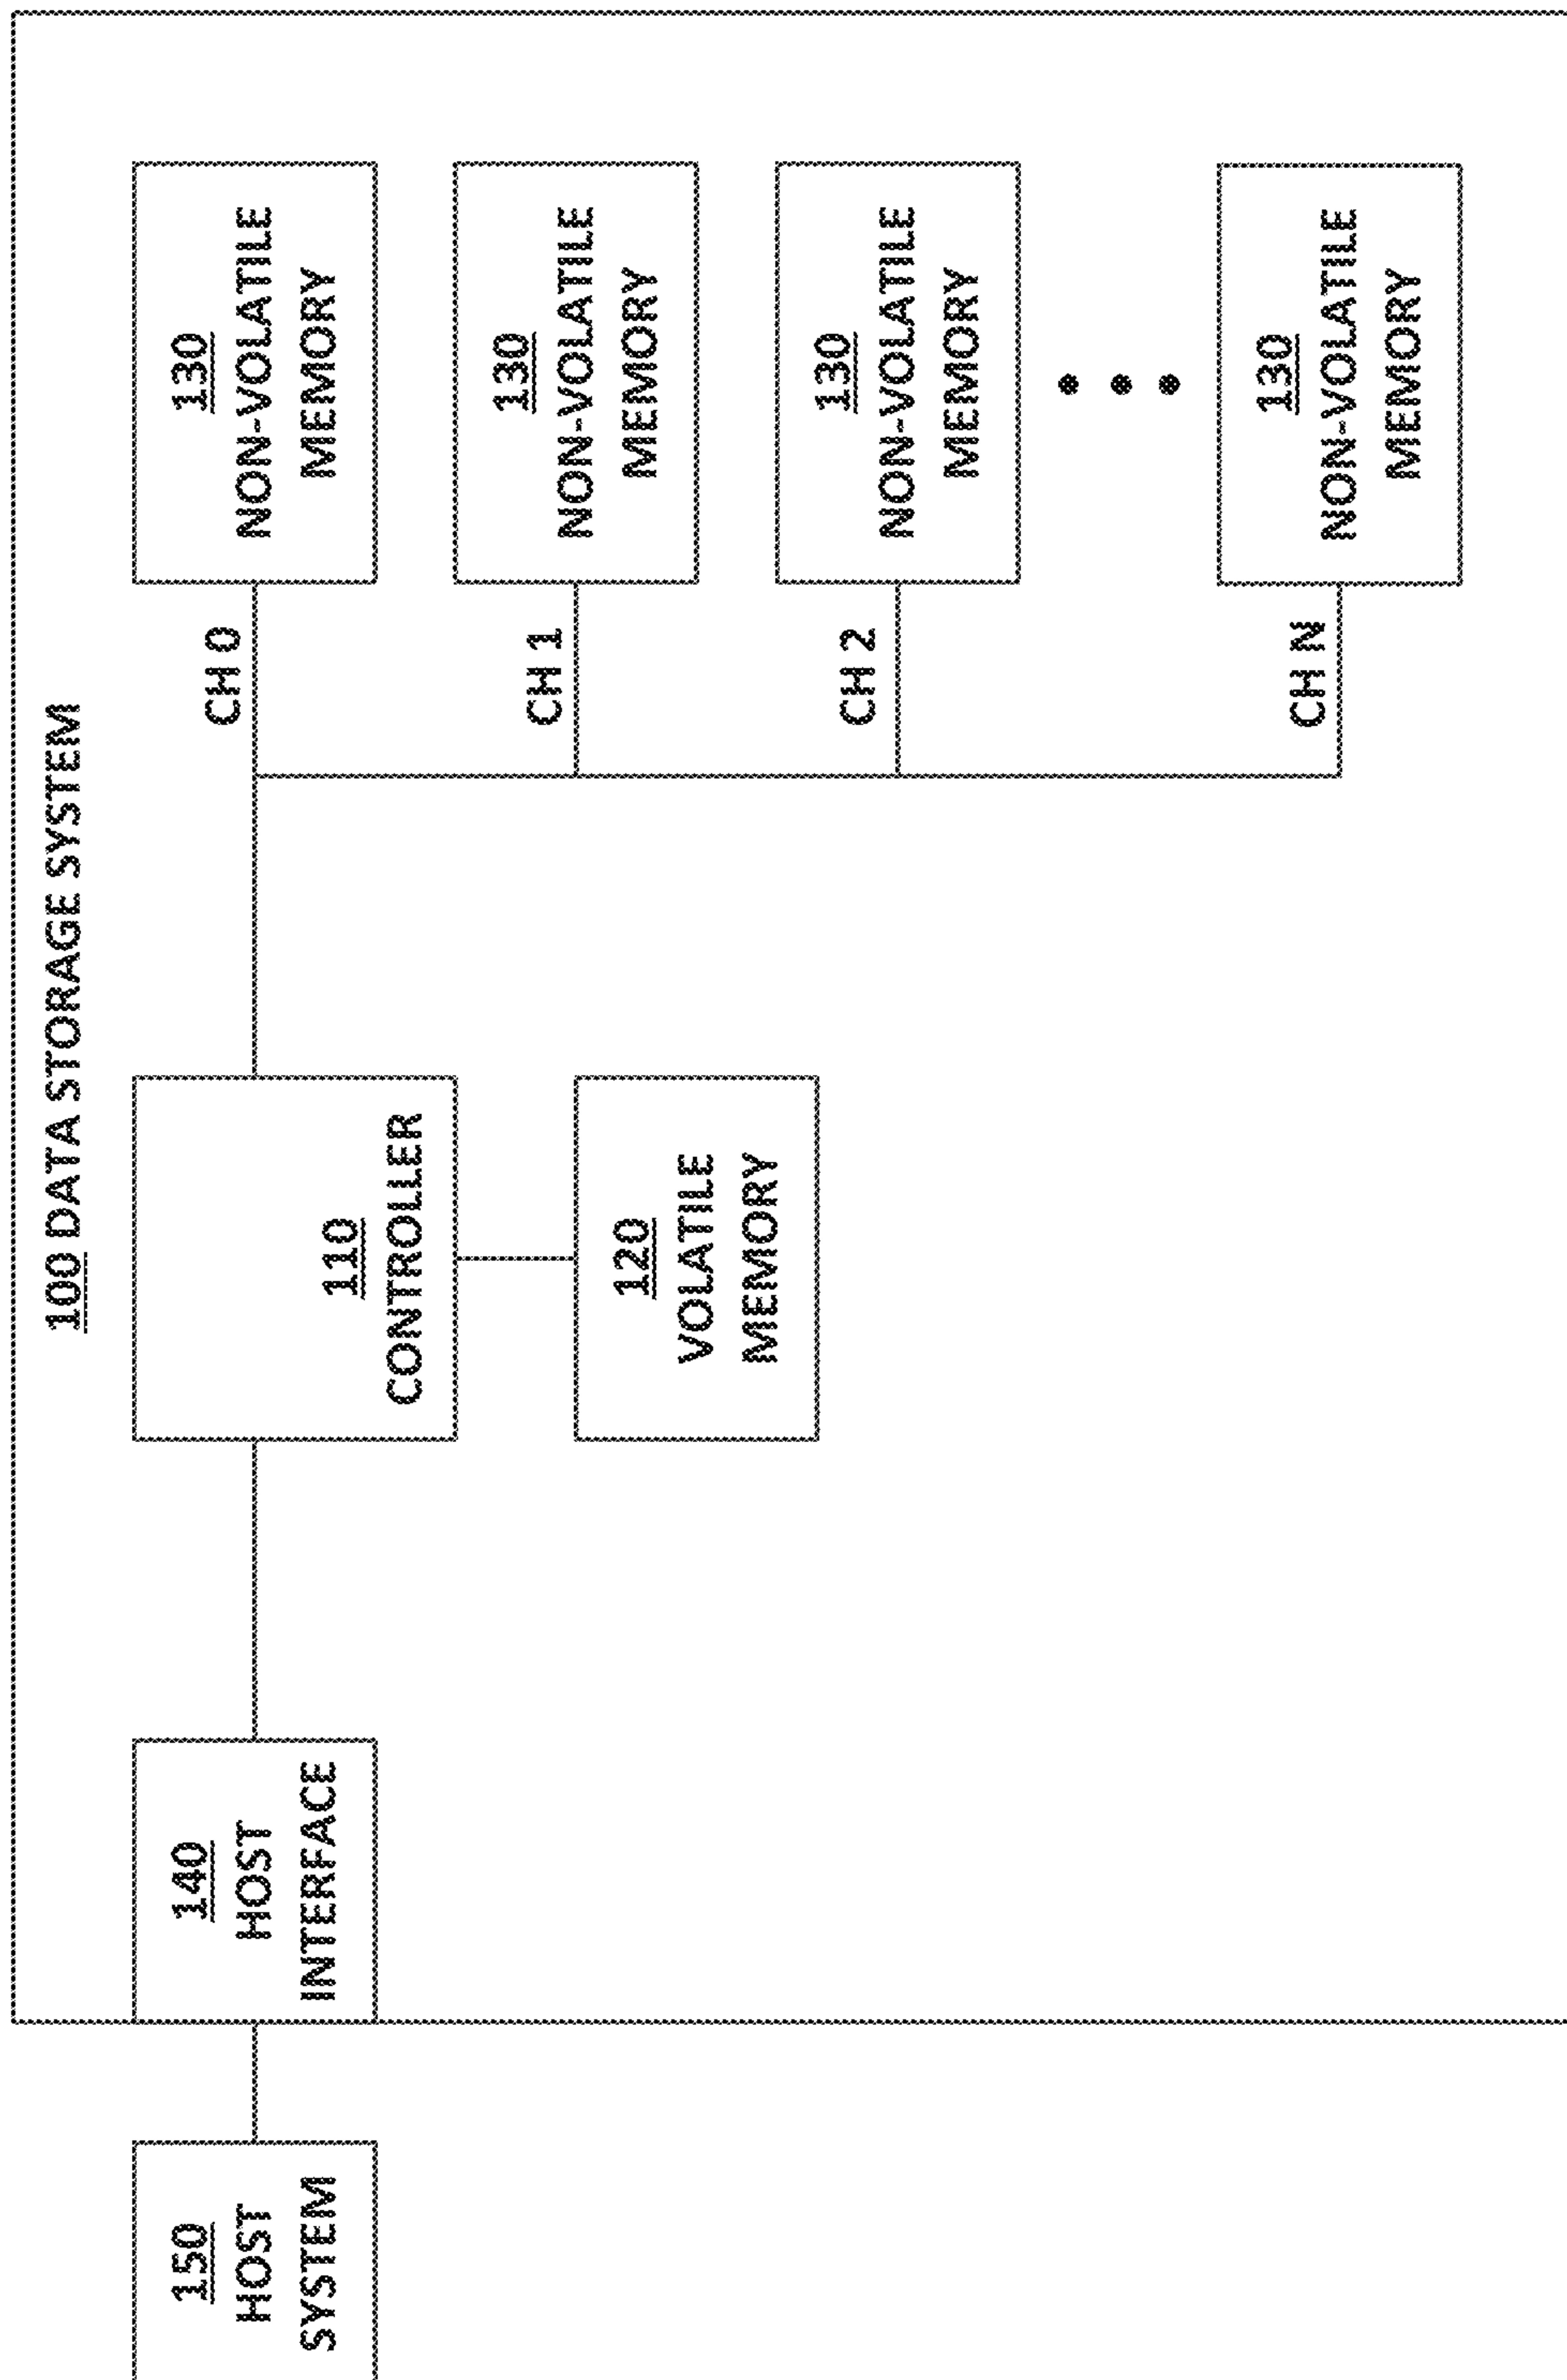 100 DATA STORAGE SYSTEM
150
HOST
SYSTEM
140
HOST
INTERFACE
110
CONTROLLER
120
VOLATILE
MEMORY
CH 0
130
NON-VOLATILE
MEMORY
CH 1
130
NON-VOLATILE
MEMORY
CH 2
130
NON-VOLATILE
MEMORY
CH N
130
NON-VOLATILE
MEMORY